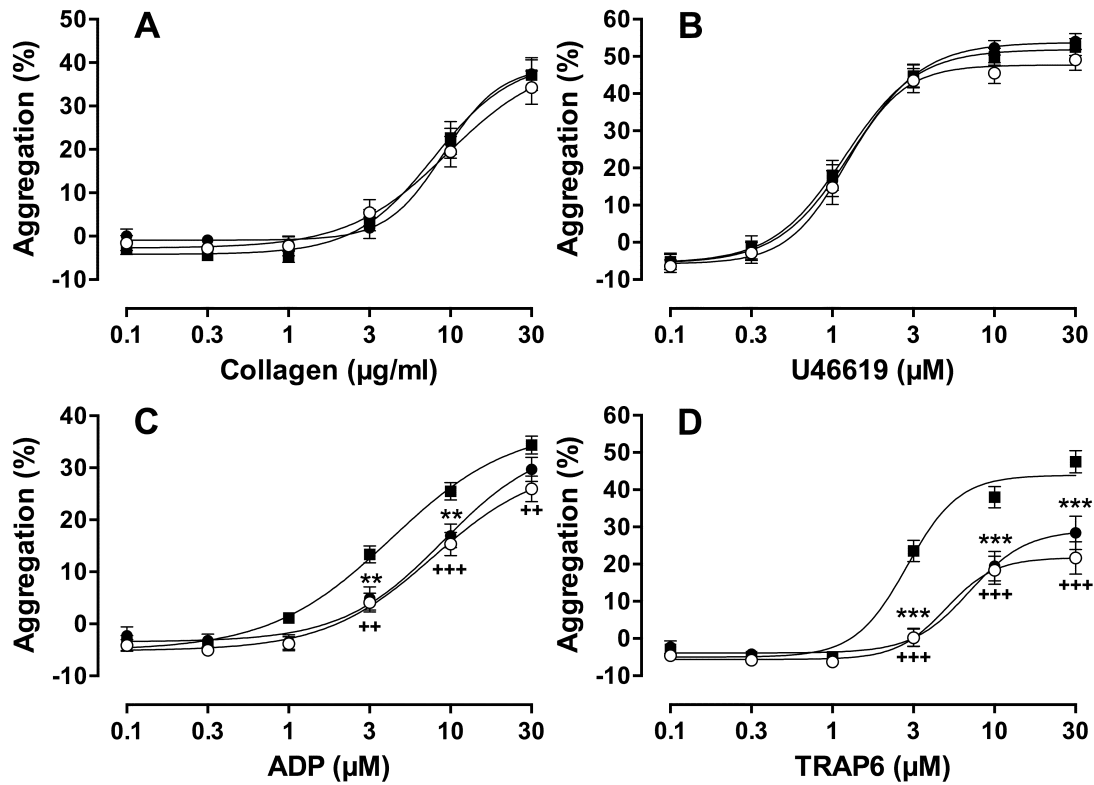 A
Aggregation (%)
50
40
30
20
10
0
-10
0.1 0.3 1 3 10 30
Collagen (µg/ml)
B
Aggregation (%)
60
50
40
30
20
10
0
-10
0.1 0.3 1 3 10 30
U46619 (µM)
C
Aggregation (%)
40
30
20
10
0
-10
**
++
**
+++
++
0.1 0.3 1 3 10 30
ADP (µM)
D
Aggregation (%)
60
50
40
30
20
10
0
-10
***
+++
***
+++
***
+++
0.1 0.3 1 3 10 30
TRAP6 (µM)